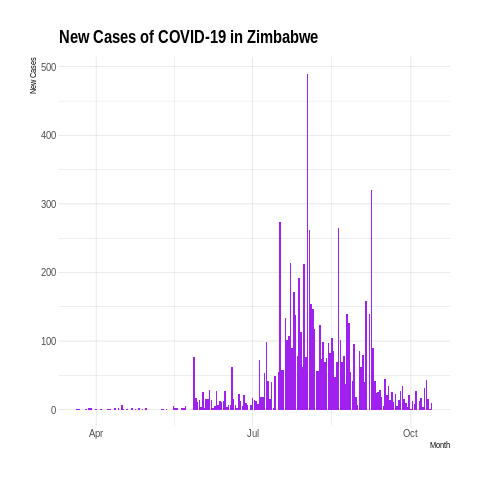 New Cases of COVID-19 in Zimbabwe
New Cases
500
400
300
200
100
0
Apr
Jul
Oct
Month